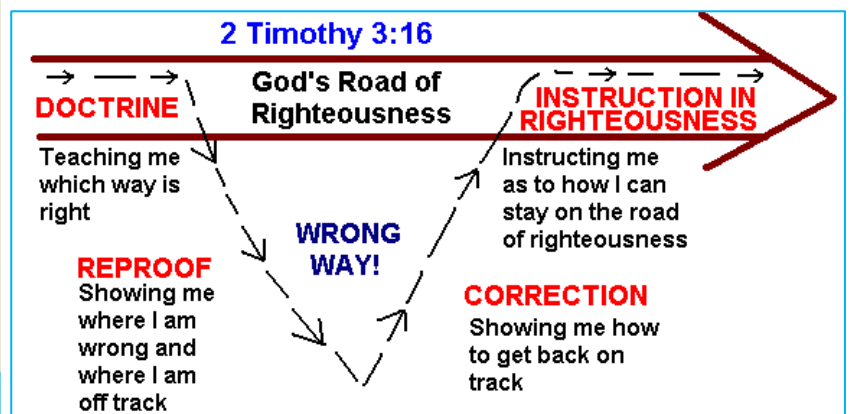 2 Timothy 3:16
God's Road of
Righteousness
DOCTRINE
Teaching me
which way is
right
REPROOF
Showing me
where I am
wrong and
where I am
off track
WRONG
WAY!
CORRECTION
Showing me how
to get back on
track
INSTRUCTION IN
RIGHTEOUSNESS
Instructing me
as to how I can
stay on the road
of righteousness